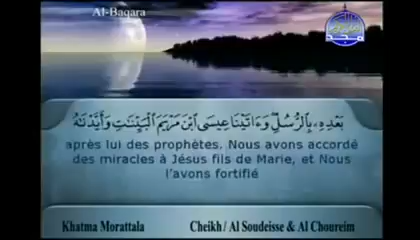 Al-Baqara
المجد
بَعْدِهِۦ بِٱلرُّسُلِ وَءَاتَيْنَا عِيسَى ٱبْنَ مَرْيَمَ ٱلْبَيِّنَٰتِ وَأَيَّدْنَٰهُ
après lui des prophètes. Nous avons accordé
des miracles à Jésus fils de Marie, et Nous
l'avons fortifié
Khatma Morattala
Cheikh/ Al Soudeisse & Al Choureim